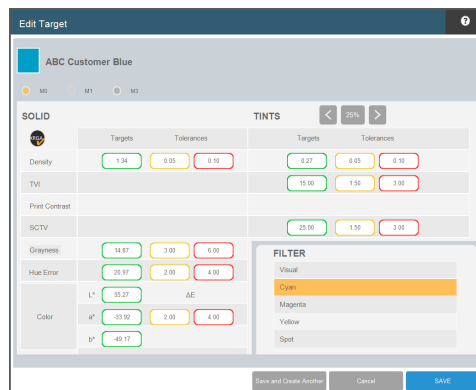 Edit Target
?
ABC Customer Blue
M0 M1 M3
SOLID
TINTS < 25% >
XRGA
Targets Tolerances Targets Tolerances
Density 1.34 0.05 0.10 0.27 0.05 0.10
TVI 15.00 1.50 3.00
Print Contrast
SCTV 25.00 1.50 3.00
Grayness 14.67 3.00 6.00
Hue Error 20.97 2.00 4.00
Color
L* 55.27 ΔE
a* -33.92 2.00 4.00
b* -49.17
FILTER
Visual
Cyan
Magenta
Yellow
Spot
Save and Create Another Cancel SAVE